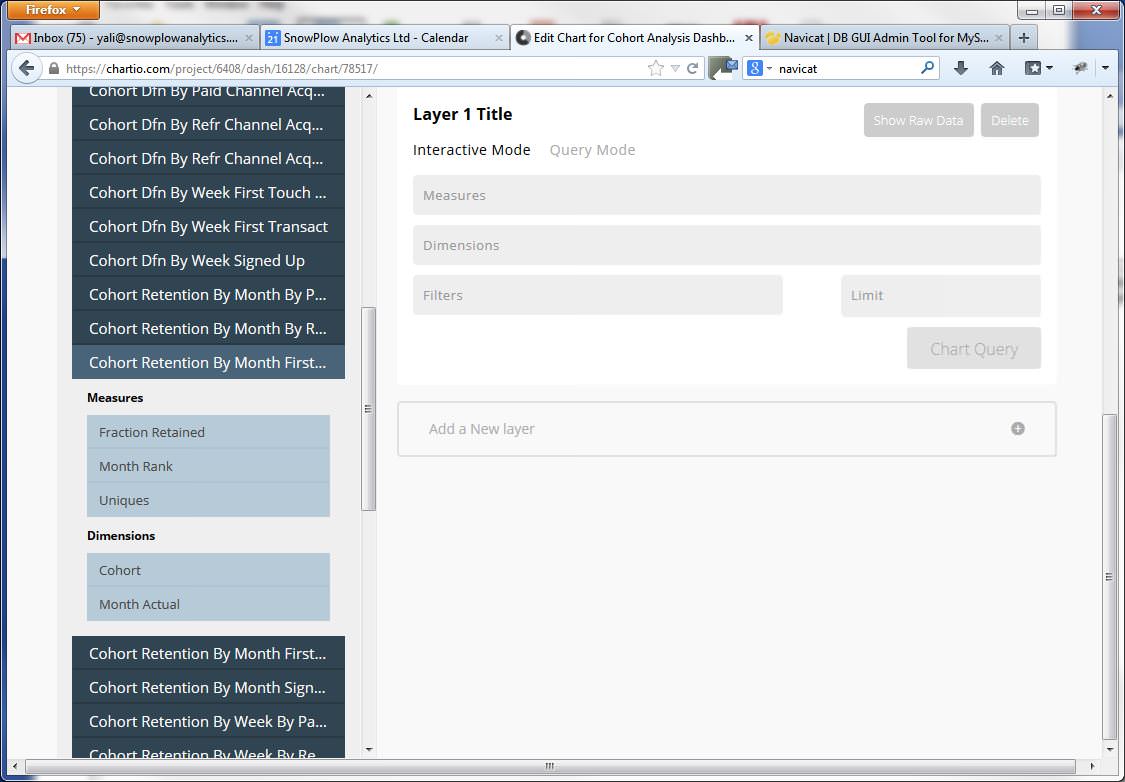 Firefox
Inbox (75) - yali@snowplowanalytics....
21 SnowPlow Analytics Ltd - Calendar
Edit Chart for Cohort Analysis Dashb...
Navicat | DB GUI Admin Tool for MyS...
https://chartio.com/project/6408/dash/16128/chart/78517/
8 navicat
Cohort Dfn By Paid Channel Acq...
Cohort Dfn By Refr Channel Acq...
Cohort Dfn By Refr Channel Acq...
Cohort Dfn By Week First Touch ...
Cohort Dfn By Week First Transact
Cohort Dfn By Week Signed Up
Cohort Retention By Month By P...
Cohort Retention By Month By R...
Cohort Retention By Month First...
Measures
Fraction Retained
Month Rank
Uniques
Dimensions
Cohort
Month Actual
Cohort Retention By Month First...
Cohort Retention By Month Sign...
Cohort Retention By Week By Pa...
Cohort Retention By Week By Re
Layer 1 Title
Show Raw Data
Delete
Interactive Mode
Query Mode
Measures
Dimensions
Filters
Limit
Chart Query
Add a New layer